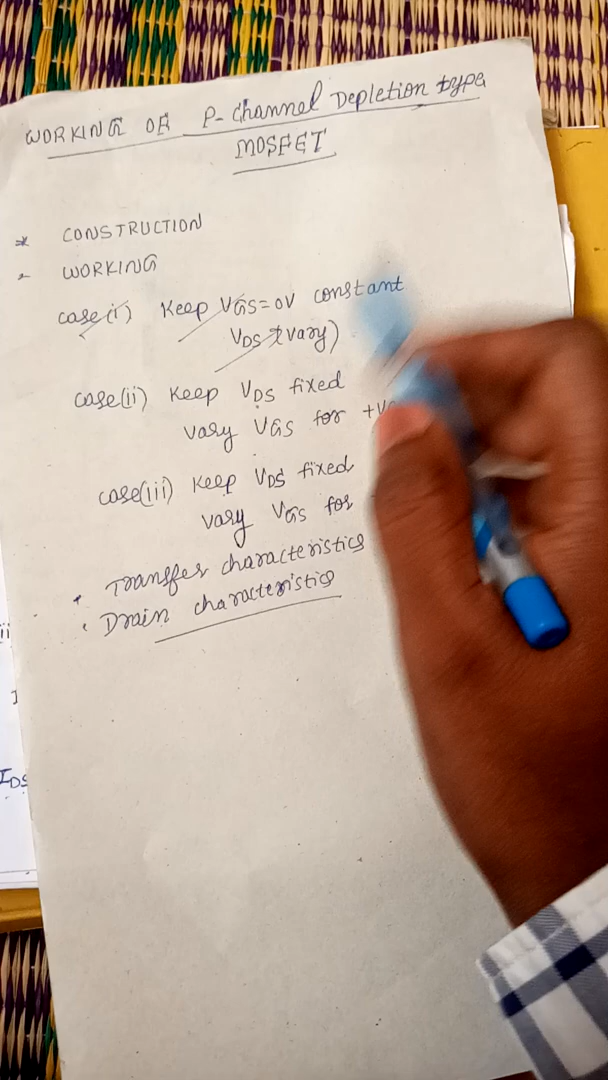 WORKING OF P-Channel Depletion type
MOSFET
* CONSTRUCTION
WORKING
case(i) Keep VGS=0V constant
VDS (vary)
case(ii) Keep VDS fixed
vary VGS for
case(iii) Keep VDS fixed
vary VGS for
* Transfer characteristics
Drain characteristics
IDS